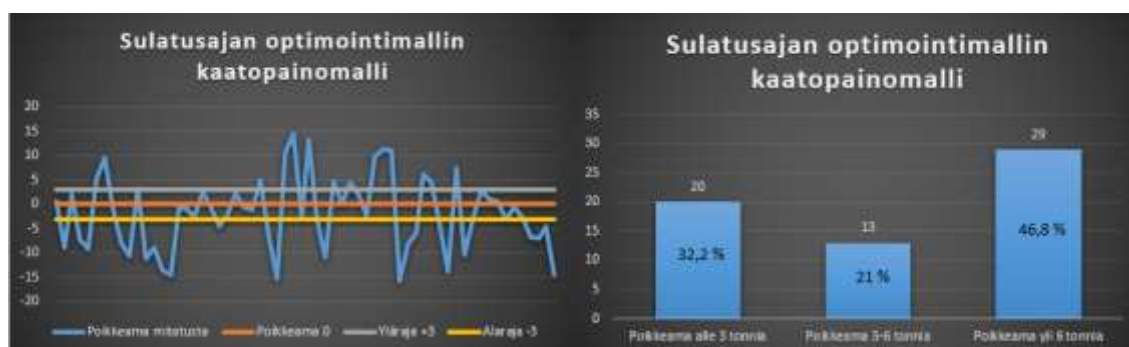 Sulatusajan optimointimallin
kaatopainomalli
20
15
10
5
0
-5
-10
-15
-20
Poikkeama mitatusta
Poikkeama 0
Yläraja +3
Alaraja -3
Sulatusajan optimointimallin
kaatopainomalli
35
30
25
20
15
10
5
0
20
32,2 %
13
21 %
29
46,8 %
Poikkeama alle 3 tonnia
Poikkeama 3-6 tonnia
Poikkeama yli 6 tonnia